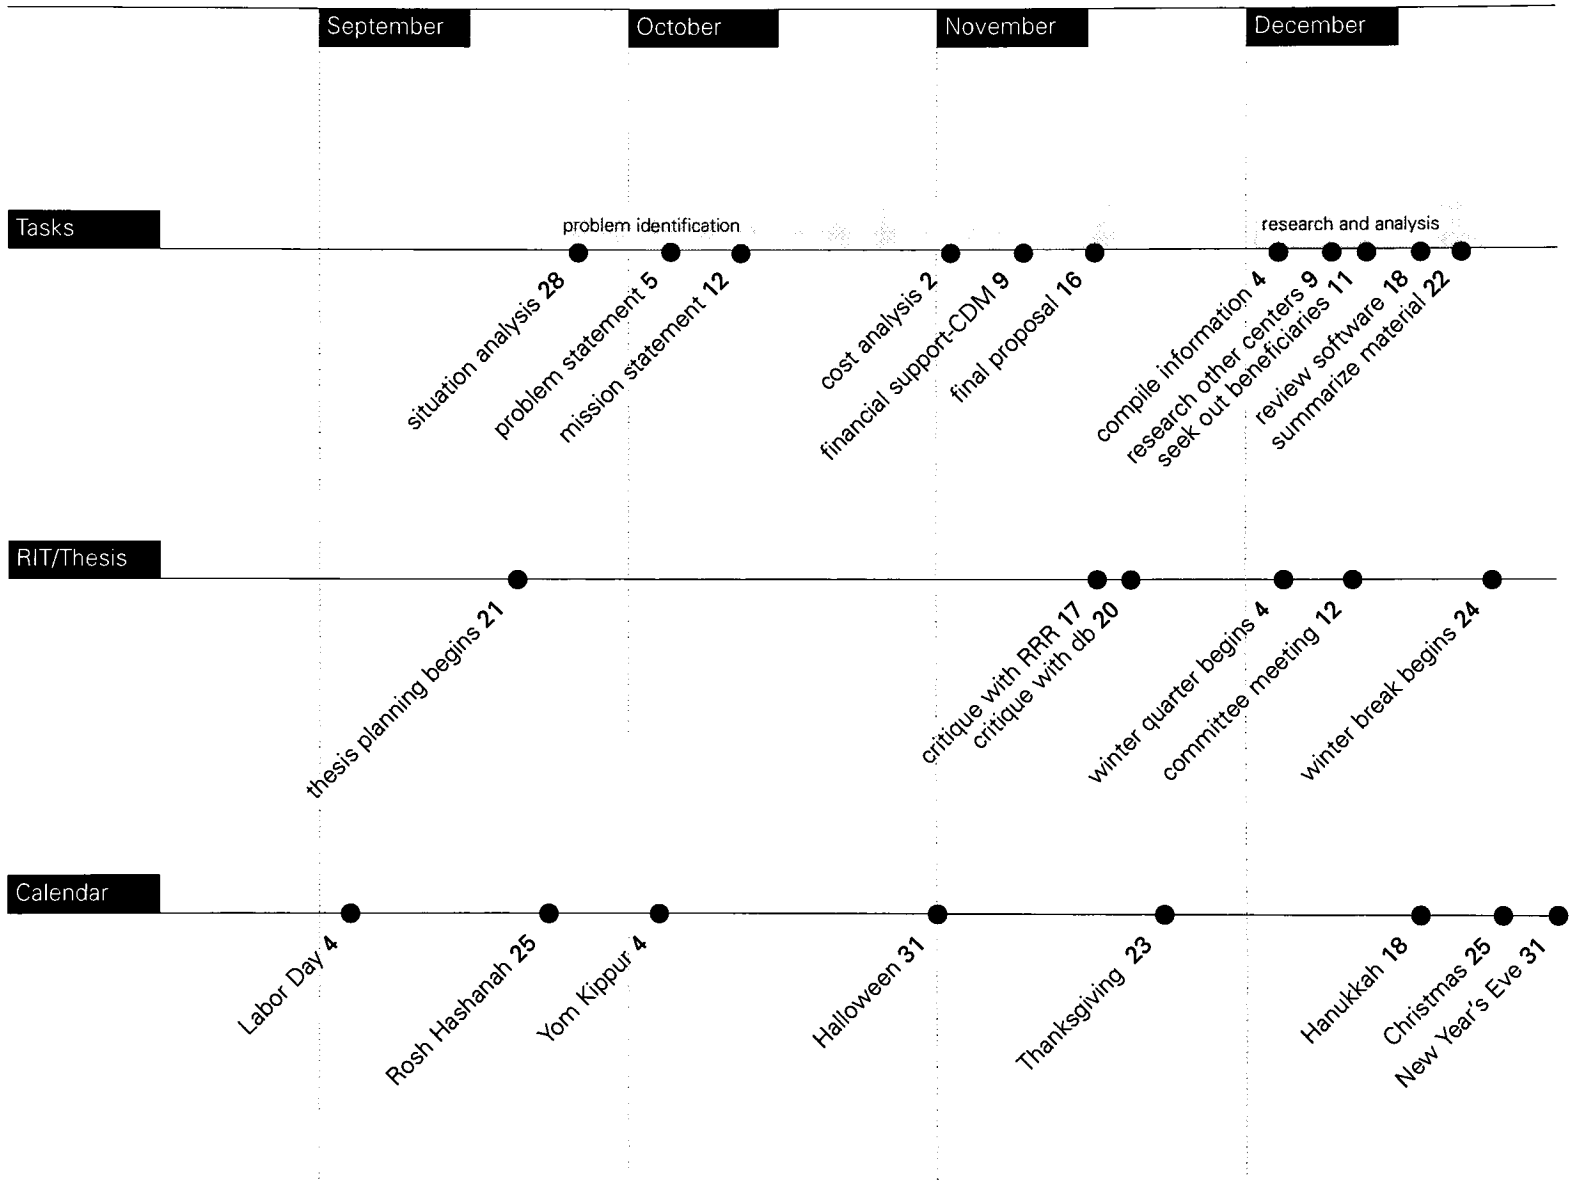 September
October
November
December
Tasks
problem identification
research and analysis
situation analysis 28
problem statement 5
mission statement 12
cost analysis 2
financial support-CDM 9
final proposal 16
compile information 4
research other centers 9
seek out beneficiaries 11
review software 18
summarize material 22
RIT/Thesis
thesis planning begins 21
critique with RRR 17
critique with db 20
winter quarter begins 4
committee meeting 12
winter break begins 24
Calendar
Labor Day 4
Rosh Hashanah 25
Yom Kippur 4
Halloween 31
Thanksgiving 23
Hanukkah 18
Christmas 25
New Year's Eve 31